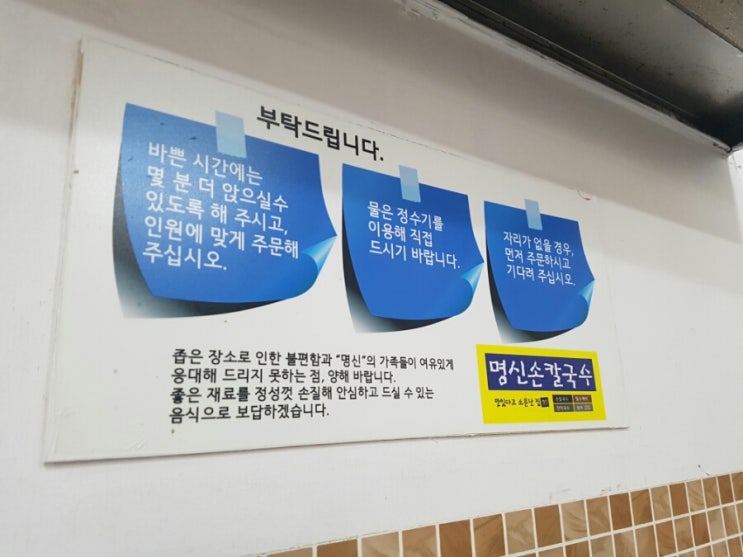 부탁드립니다.
바쁜 시간에는
몇 분 더 앉으실수
있도록 해 주시고,
인원에 맞게 주문해
주십시오.
물은 정수기를
이용해 직접
드시기 바랍니다.
자리가 없을 경우,
먼저 주문하시고
기다려 주십시오.
좁은 장소로 인한 불편함과 "명신"의 가족들이 여유있게
응대해 드리지 못하는 점, 양해 바랍니다.
좋은 재료를 정성껏 손질해 안심하고 드실 수 있는
음식으로 보답하겠습니다.
명신손칼국수
맛있다고 소문난 집